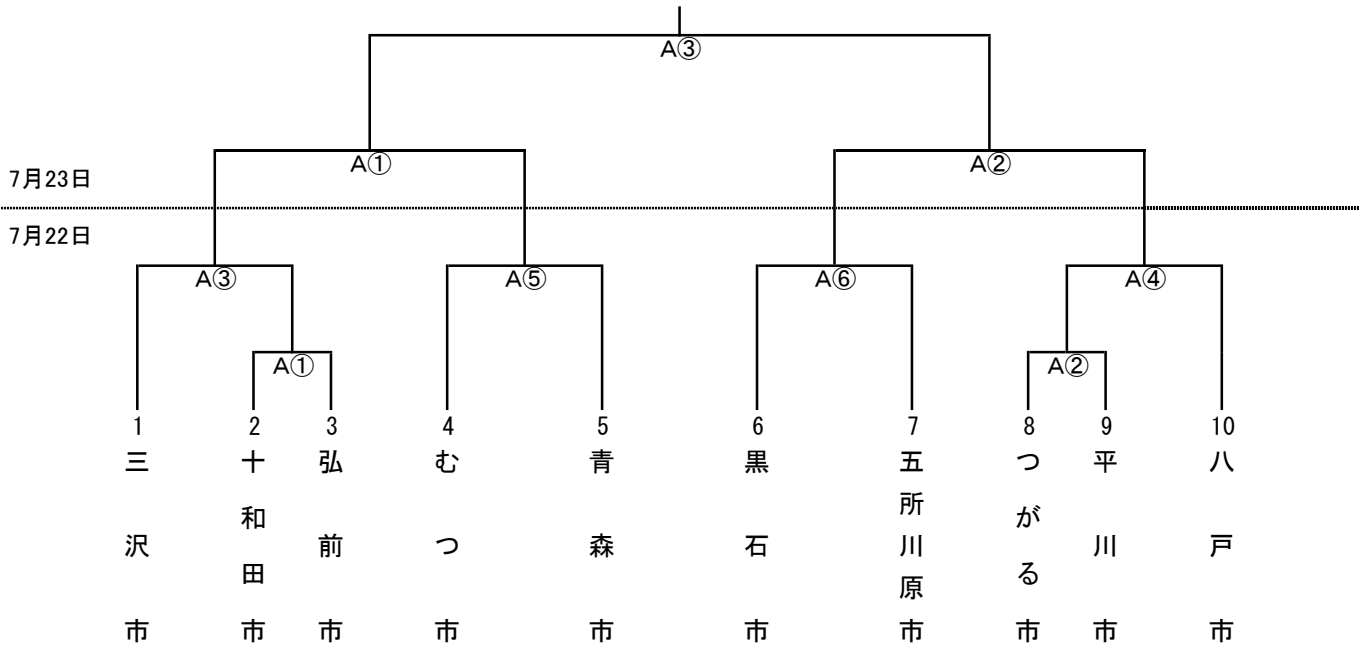 A③
A①
A②
7月23日
7月22日
A③
A⑤
A⑥
A④
A①
A②
1
2
3
4
5
6
7
8
9
10
三沢市
十和田市
弘前市
むつ市
青森市
黒石市
五所川原市
つがる市
平川市
八戸市